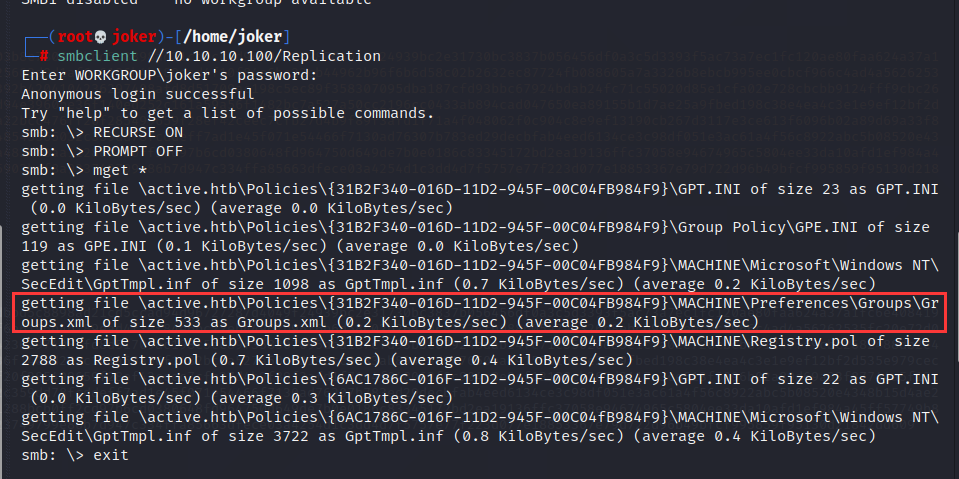 SMB1 disabled -- no workgroup available
┌──(root💀joker)-[/home/joker]
└─# smbclient //10.10.10.100/Replication
Enter WORKGROUP\joker's password:
Anonymous login successful
Try "help" to get a list of possible commands.
smb: \> RECURSE ON
smb: \> PROMPT OFF
smb: \> mget *
getting file \active.htb\Policies\{31B2F340-016D-11D2-945F-00C04FB984F9}\GPT.INI of size 23 as GPT.INI
 (0.0 KiloBytes/sec) (average 0.0 KiloBytes/sec)
getting file \active.htb\Policies\{31B2F340-016D-11D2-945F-00C04FB984F9}\Group Policy\GPE.INI of size
119 as GPE.INI (0.1 KiloBytes/sec) (average 0.0 KiloBytes/sec)
getting file \active.htb\Policies\{31B2F340-016D-11D2-945F-00C04FB984F9}\MACHINE\Microsoft\Windows NT\
SecEdit\GptTmpl.inf of size 1098 as GptTmpl.inf (0.7 KiloBytes/sec) (average 0.2 KiloBytes/sec)
getting file \active.htb\Policies\{31B2F340-016D-11D2-945F-00C04FB984F9}\MACHINE\Preferences\Groups\Gr
oups.xml of size 533 as Groups.xml (0.2 KiloBytes/sec) (average 0.2 KiloBytes/sec)
getting file \active.htb\Policies\{31B2F340-016D-11D2-945F-00C04FB984F9}\MACHINE\Registry.pol of size
2788 as Registry.pol (0.7 KiloBytes/sec) (average 0.4 KiloBytes/sec)
getting file \active.htb\Policies\{6AC1786C-016F-11D2-945F-00C04fB984F9}\GPT.INI of size 22 as GPT.INI
 (0.0 KiloBytes/sec) (average 0.3 KiloBytes/sec)
getting file \active.htb\Policies\{6AC1786C-016F-11D2-945F-00C04fB984F9}\MACHINE\Microsoft\Windows NT\
SecEdit\GptTmpl.inf of size 3722 as GptTmpl.inf (0.8 KiloBytes/sec) (average 0.4 KiloBytes/sec)
smb: \> exit